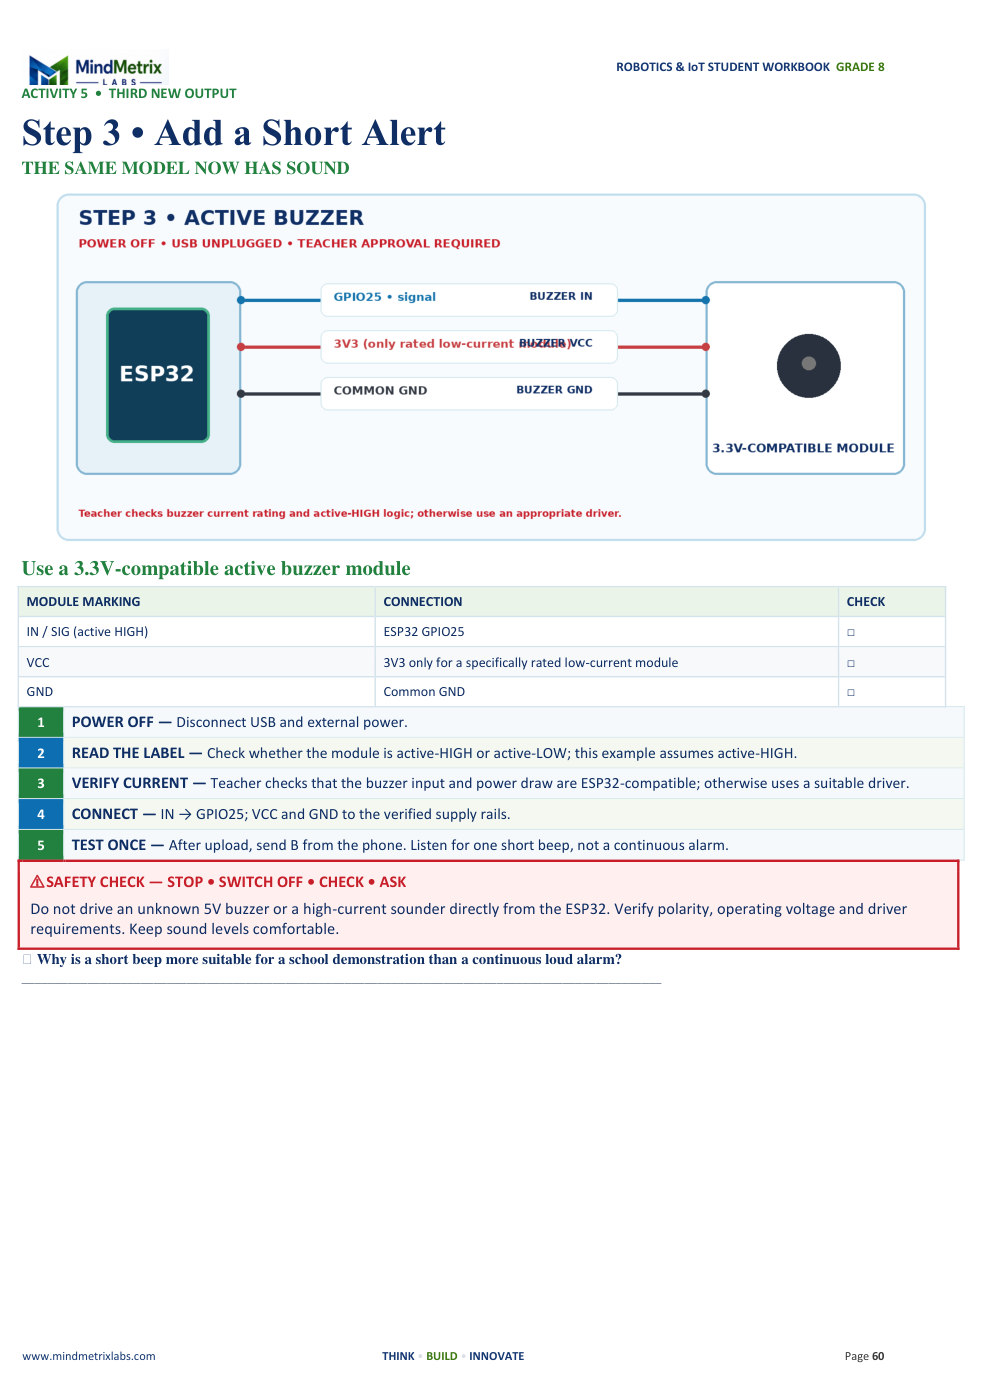 MindMetrix
LABS
ROBOTICS & IoT STUDENT WORKBOOK GRADE 8
ACTIVITY 5 • THIRD NEW OUTPUT
Step 3 • Add a Short Alert
THE SAME MODEL NOW HAS SOUND
STEP 3 • ACTIVE BUZZER
POWER OFF • USB UNPLUGGED • TEACHER APPROVAL REQUIRED
ESP32
GPIO25 • signal BUZZER IN
3V3 (only rated low-current BUZZER VCC
COMMON GND BUZZER GND
3.3V-COMPATIBLE MODULE
Teacher checks buzzer current rating and active-HIGH logic; otherwise use an appropriate driver.
Use a 3.3V-compatible active buzzer module
MODULE MARKING CONNECTION CHECK
IN / SIG (active HIGH) ESP32 GPIO25 □
VCC 3V3 only for a specifically rated low-current module □
GND Common GND □
1 POWER OFF — Disconnect USB and external power.
2 READ THE LABEL — Check whether the module is active-HIGH or active-LOW; this example assumes active-HIGH.
3 VERIFY CURRENT — Teacher checks that the buzzer input and power draw are ESP32-compatible; otherwise uses a suitable driver.
4 CONNECT — IN → GPIO25; VCC and GND to the verified supply rails.
5 TEST ONCE — After upload, send B from the phone. Listen for one short beep, not a continuous alarm.
⚠SAFETY CHECK — STOP • SWITCH OFF • CHECK • ASK
Do not drive an unknown 5V buzzer or a high-current sounder directly from the ESP32. Verify polarity, operating voltage and driver
requirements. Keep sound levels comfortable.
Why is a short beep more suitable for a school demonstration than a continuous loud alarm?
www.mindmetrixlabs.com THINK • BUILD • INNOVATE Page 60